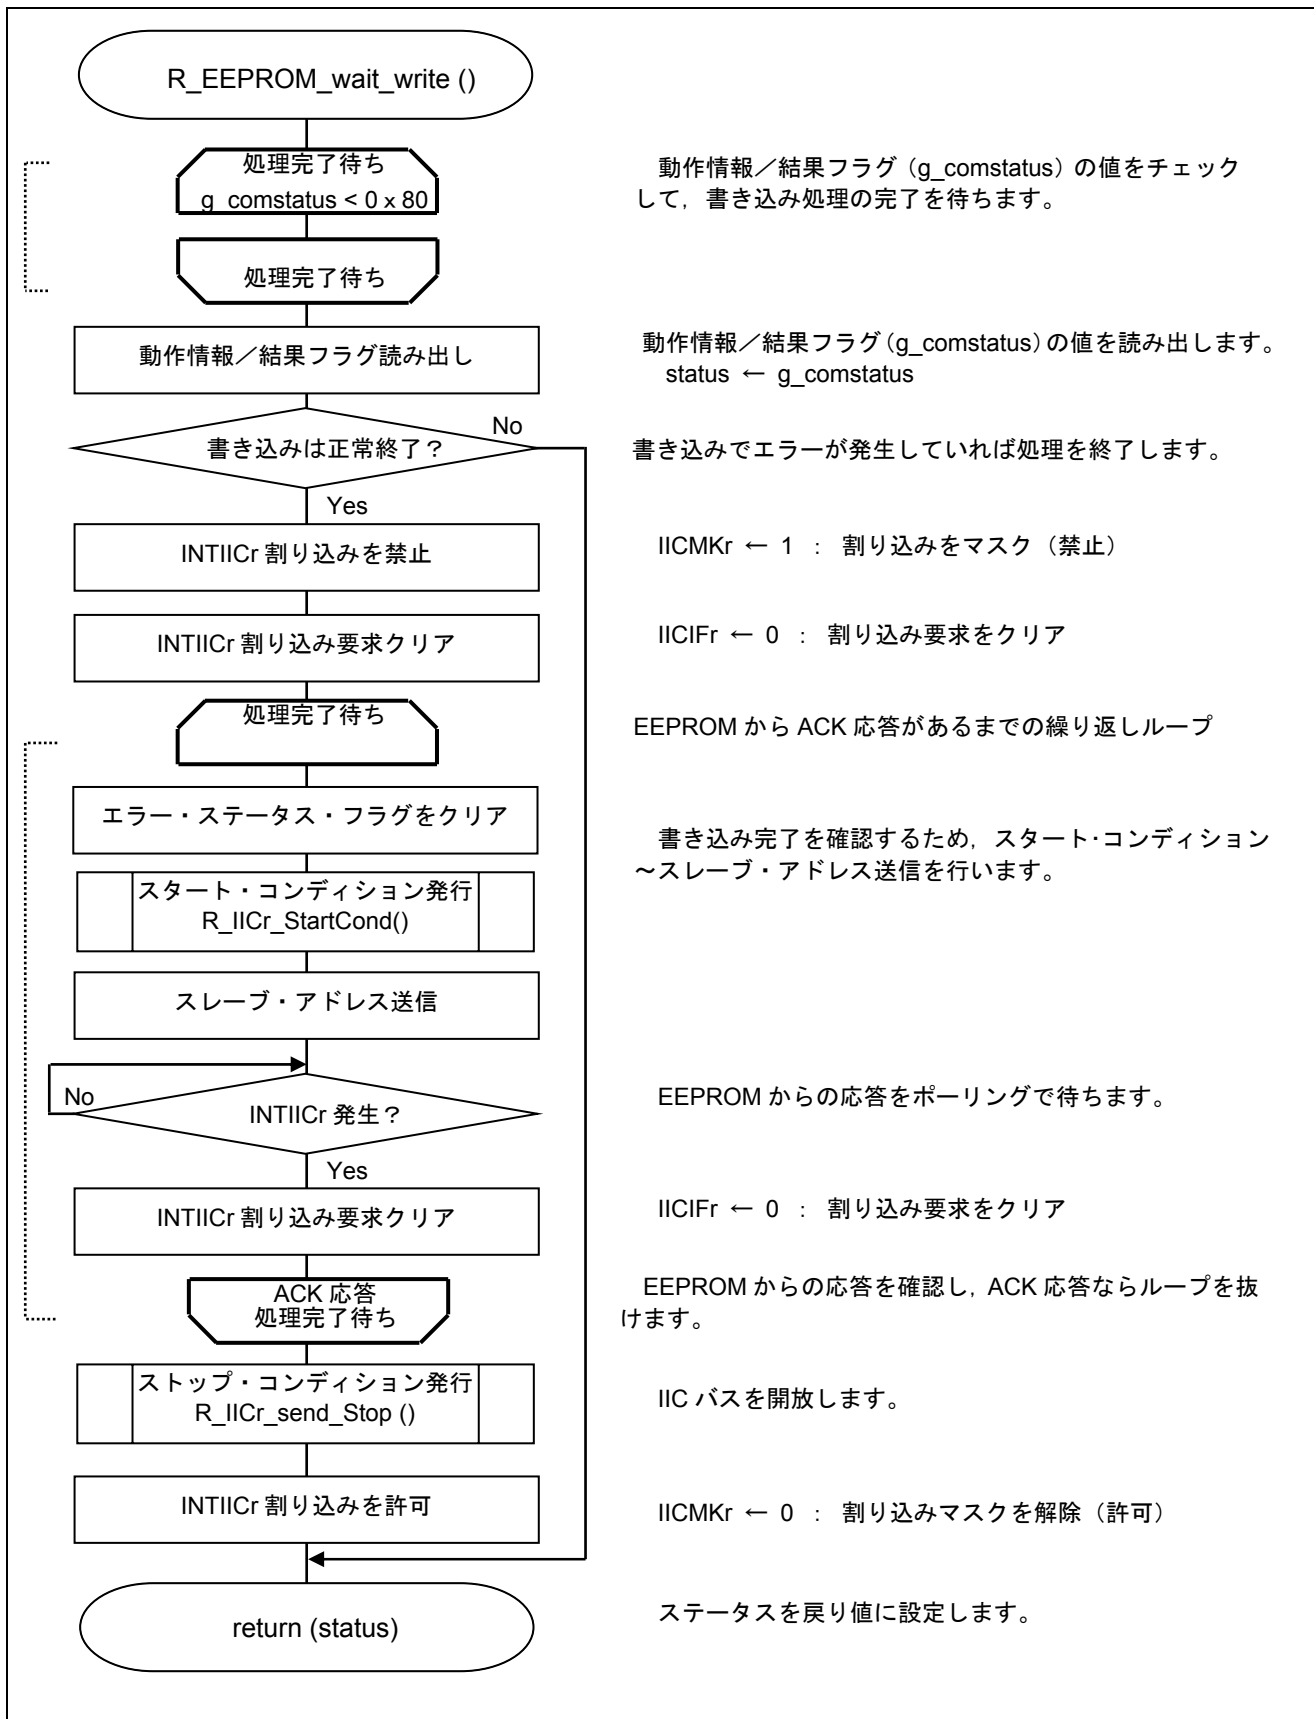 R_EEPROM_wait_write ()
処理完了待ち
g_comstatus < 0 x 80
動作情報／結果フラグ（g_comstatus）の値をチェック
して，書き込み処理の完了を待ちます。
処理完了待ち
動作情報／結果フラグ読み出し
動作情報／結果フラグ（g_comstatus）の値を読み出します。
status ← g_comstatus
書き込みは正常終了？
No
書き込みでエラーが発生していれば処理を終了します。
Yes
INTIICr 割り込みを禁止
IICMKr ← 1 ： 割り込みをマスク（禁止）
INTIICr 割り込み要求クリア
IICIFr ← 0 ： 割り込み要求をクリア
処理完了待ち
EEPROM から ACK 応答があるまでの繰り返しループ
エラー・ステータス・フラグをクリア
書き込み完了を確認するため，スタート・コンディション
～スレーブ・アドレス送信を行います。
スタート・コンディション発行
R_IICr_StartCond()
スレーブ・アドレス送信
No
INTIICr 発生？
EEPROM からの応答をポーリングで待ちます。
Yes
INTIICr 割り込み要求クリア
IICIFr ← 0 ： 割り込み要求をクリア
ACK 応答
処理完了待ち
EEPROM からの応答を確認し，ACK 応答ならループを抜
けます。
ストップ・コンディション発行
R_IICr_send_Stop ()
IIC バスを開放します。
INTIICr 割り込みを許可
IICMKr ← 0 ： 割り込みマスクを解除（許可）
return (status)
ステータスを戻り値に設定します。